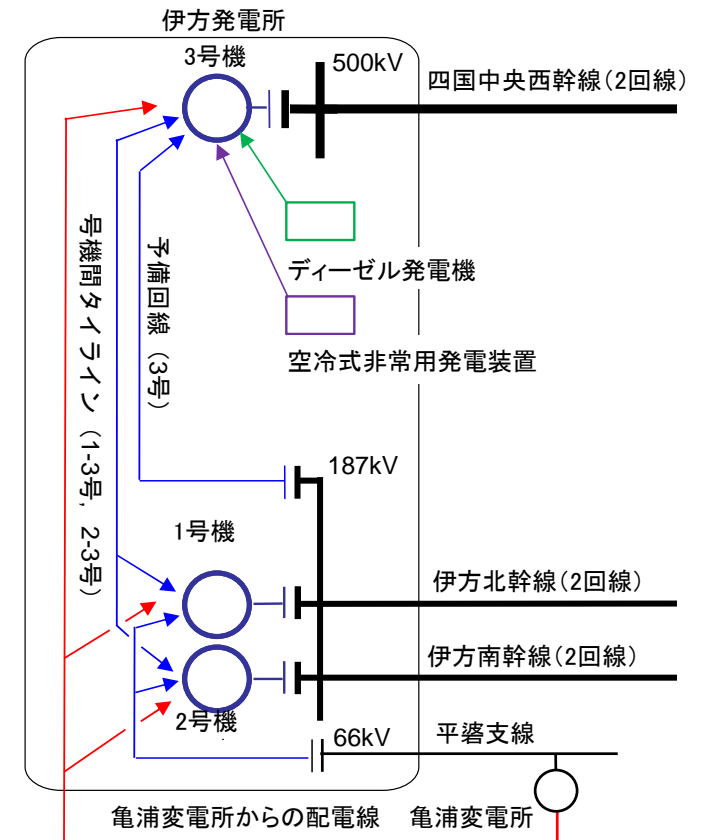 伊方発電所
3号機
500kV
四国中央西幹線(2回線)
号機間タイライン(1-3号, 2-3号)
予備回線(3号)
ディーゼル発電機
空冷式非常用発電装置
187kV
1号機
伊方北幹線(2回線)
伊方南幹線(2回線)
2号機
66kV
平碆支線
亀浦変電所からの配電線
亀浦変電所